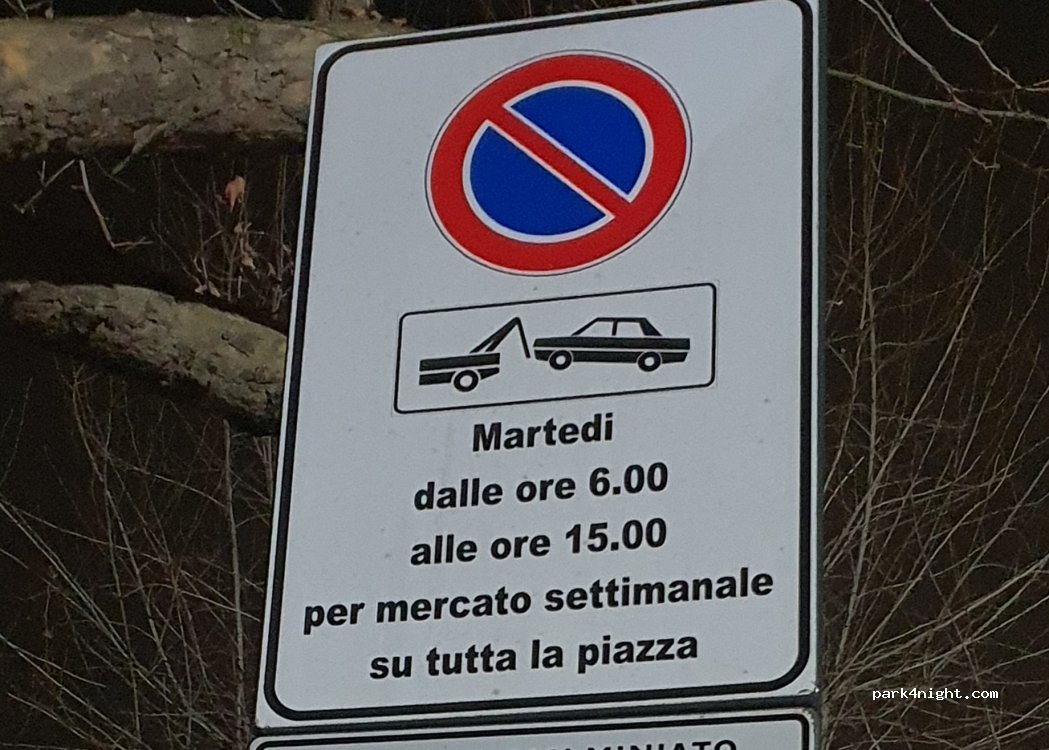 Martedi
dalle ore 6.00
alle ore 15.00
per mercato settimanale
su tutta la piazza
park4night.com